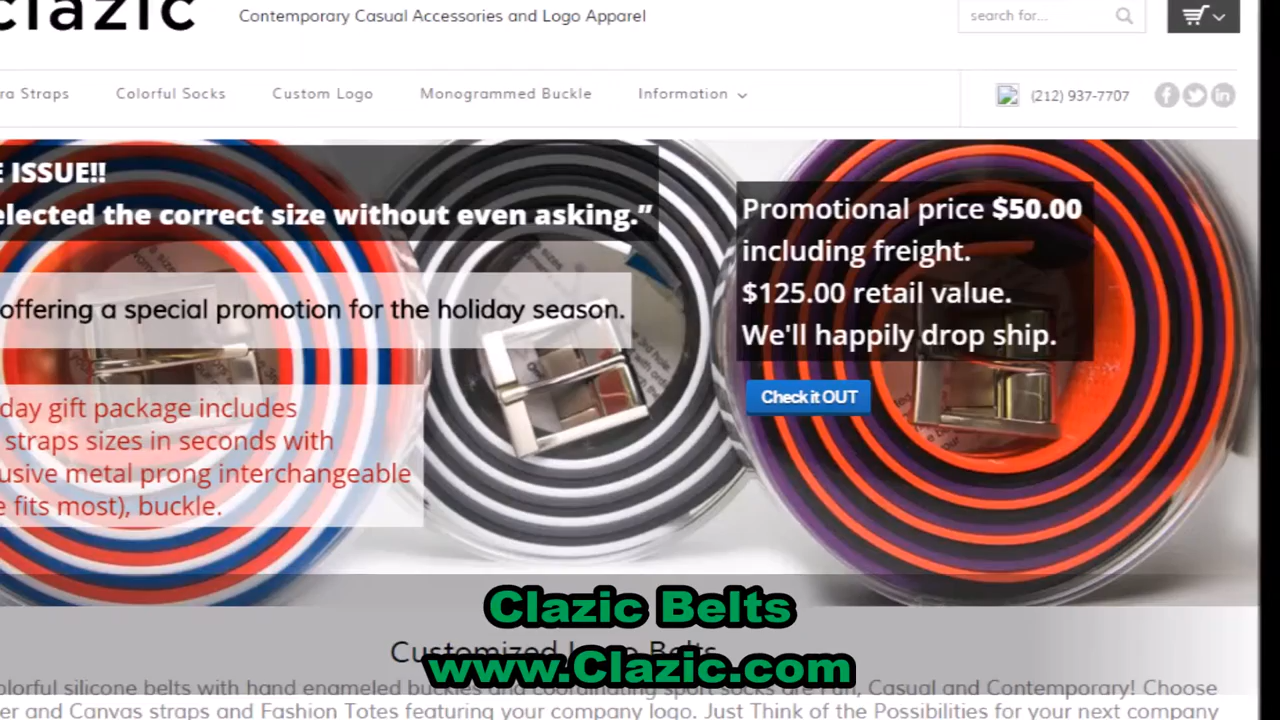 clazic
Contemporary Casual Accessories and Logo Apparel
search for...
ra Straps
Colorful Socks
Custom Logo
Monogrammed Buckle
Information
(212) 937-7707
E ISSUE!!
elected the correct size without even asking.”
offering a special promotion for the holiday season.
day gift package includes
straps sizes in seconds with
usive metal prong interchangeable
e fits most), buckle.
Promotional price $50.00
including freight.
$125.00 retail value.
We'll happily drop ship.
Check it OUT
Clazic Belts
Customized Logo Belts
www.Clazic.com
olorful silicone belts with hand enameled buckles and coordinating sport socks are Fun, Casual and Contemporary! Choose
er and Canvas straps and Fashion Totes featuring your company logo. Just Think of the Possibilities for your next company